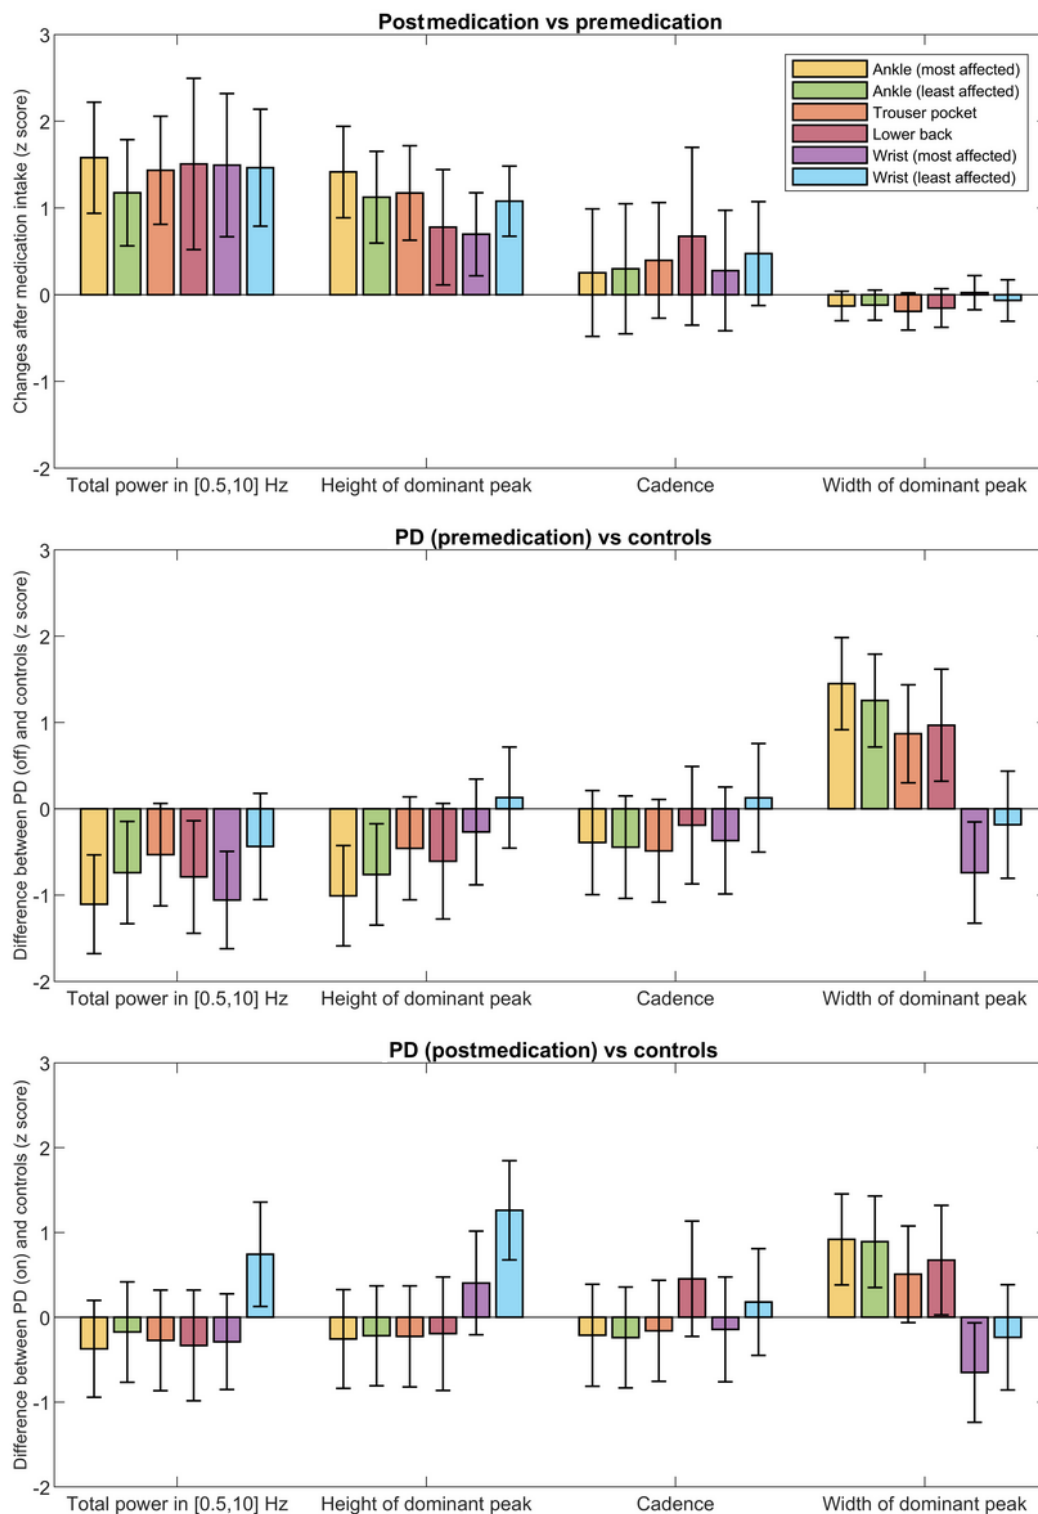 Postmedication vs premedication
Changes after medication intake (z score)
3
2
1
0
-1
-2
Ankle (most affected)
Ankle (least affected)
Trouser pocket
Lower back
Wrist (most affected)
Wrist (least affected)
Total power in [0.5,10] Hz
Height of dominant peak
Cadence
Width of dominant peak
PD (premedication) vs controls
Difference between PD (off) and controls (z score)
3
2
1
0
-1
-2
Total power in [0.5,10] Hz
Height of dominant peak
Cadence
Width of dominant peak
PD (postmedication) vs controls
Difference between PD (on) and controls (z score)
3
2
1
0
-1
-2
Total power in [0.5,10] Hz
Height of dominant peak
Cadence
Width of dominant peak